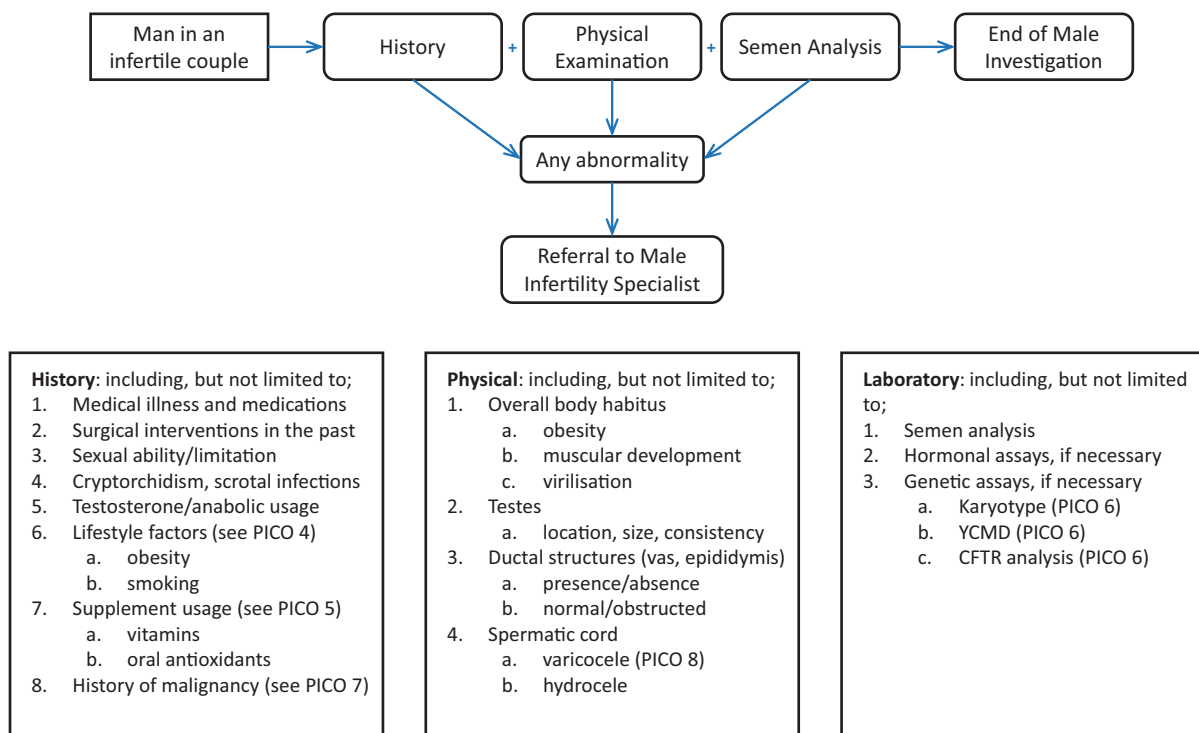 Man in an
infertile couple
History
+
Physical
Examination
+
Semen Analysis
End of Male
Investigation
Any abnormality
Referral to Male
Infertility Specialist
History: including, but not limited to;
1. Medical illness and medications
2. Surgical interventions in the past
3. Sexual ability/limitation
4. Cryptorchidism, scrotal infections
5. Testosterone/anabolic usage
6. Lifestyle factors (see PICO 4)
a. obesity
b. smoking
7. Supplement usage (see PICO 5)
a. vitamins
b. oral antioxidants
8. History of malignancy (see PICO 7)
Physical: including, but not limited to;
1. Overall body habitus
a. obesity
b. muscular development
c. virilisation
2. Testes
a. location, size, consistency
3. Ductal structures (vas, epididymis)
a. presence/absence
b. normal/obstructed
4. Spermatic cord
a. varicocele (PICO 8)
b. hydrocele
Laboratory: including, but not limited
to;
1. Semen analysis
2. Hormonal assays, if necessary
3. Genetic assays, if necessary
a. Karyotype (PICO 6)
b. YCMD (PICO 6)
c. CFTR analysis (PICO 6)